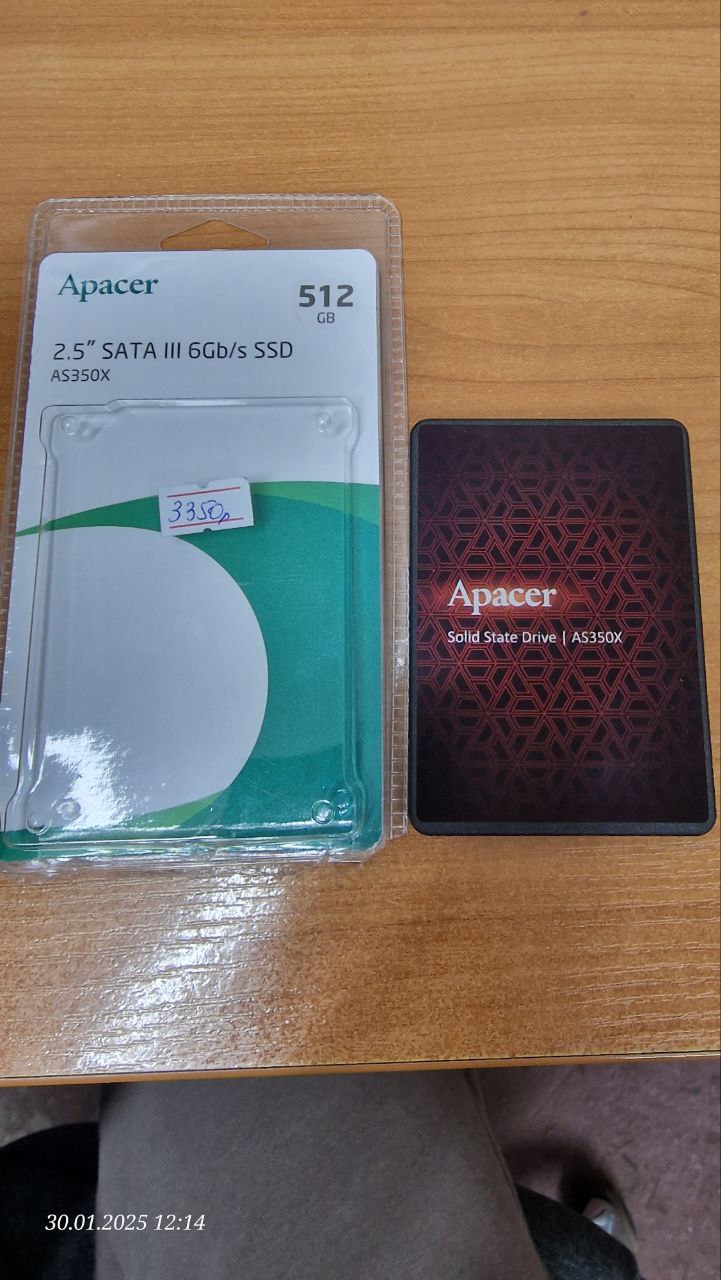 Apacer
512
GB
2.5" SATA III 6Gb/s SSD
AS350X
3350р
Apacer
Solid State Drive | AS350X
30.01.2025 12:14